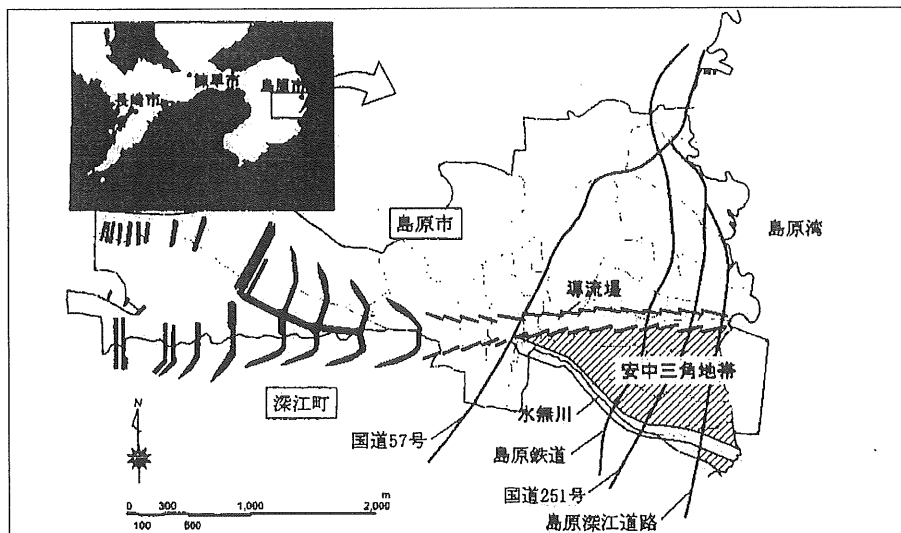 長崎市
諫早市
島原市
島原市
島原湾
導流堤
安中三角地帯
深江町
水無川
国道57号
島原鉄道
国道251号
島原深江道路
N
m
0 300 1,000 2,000
100 500